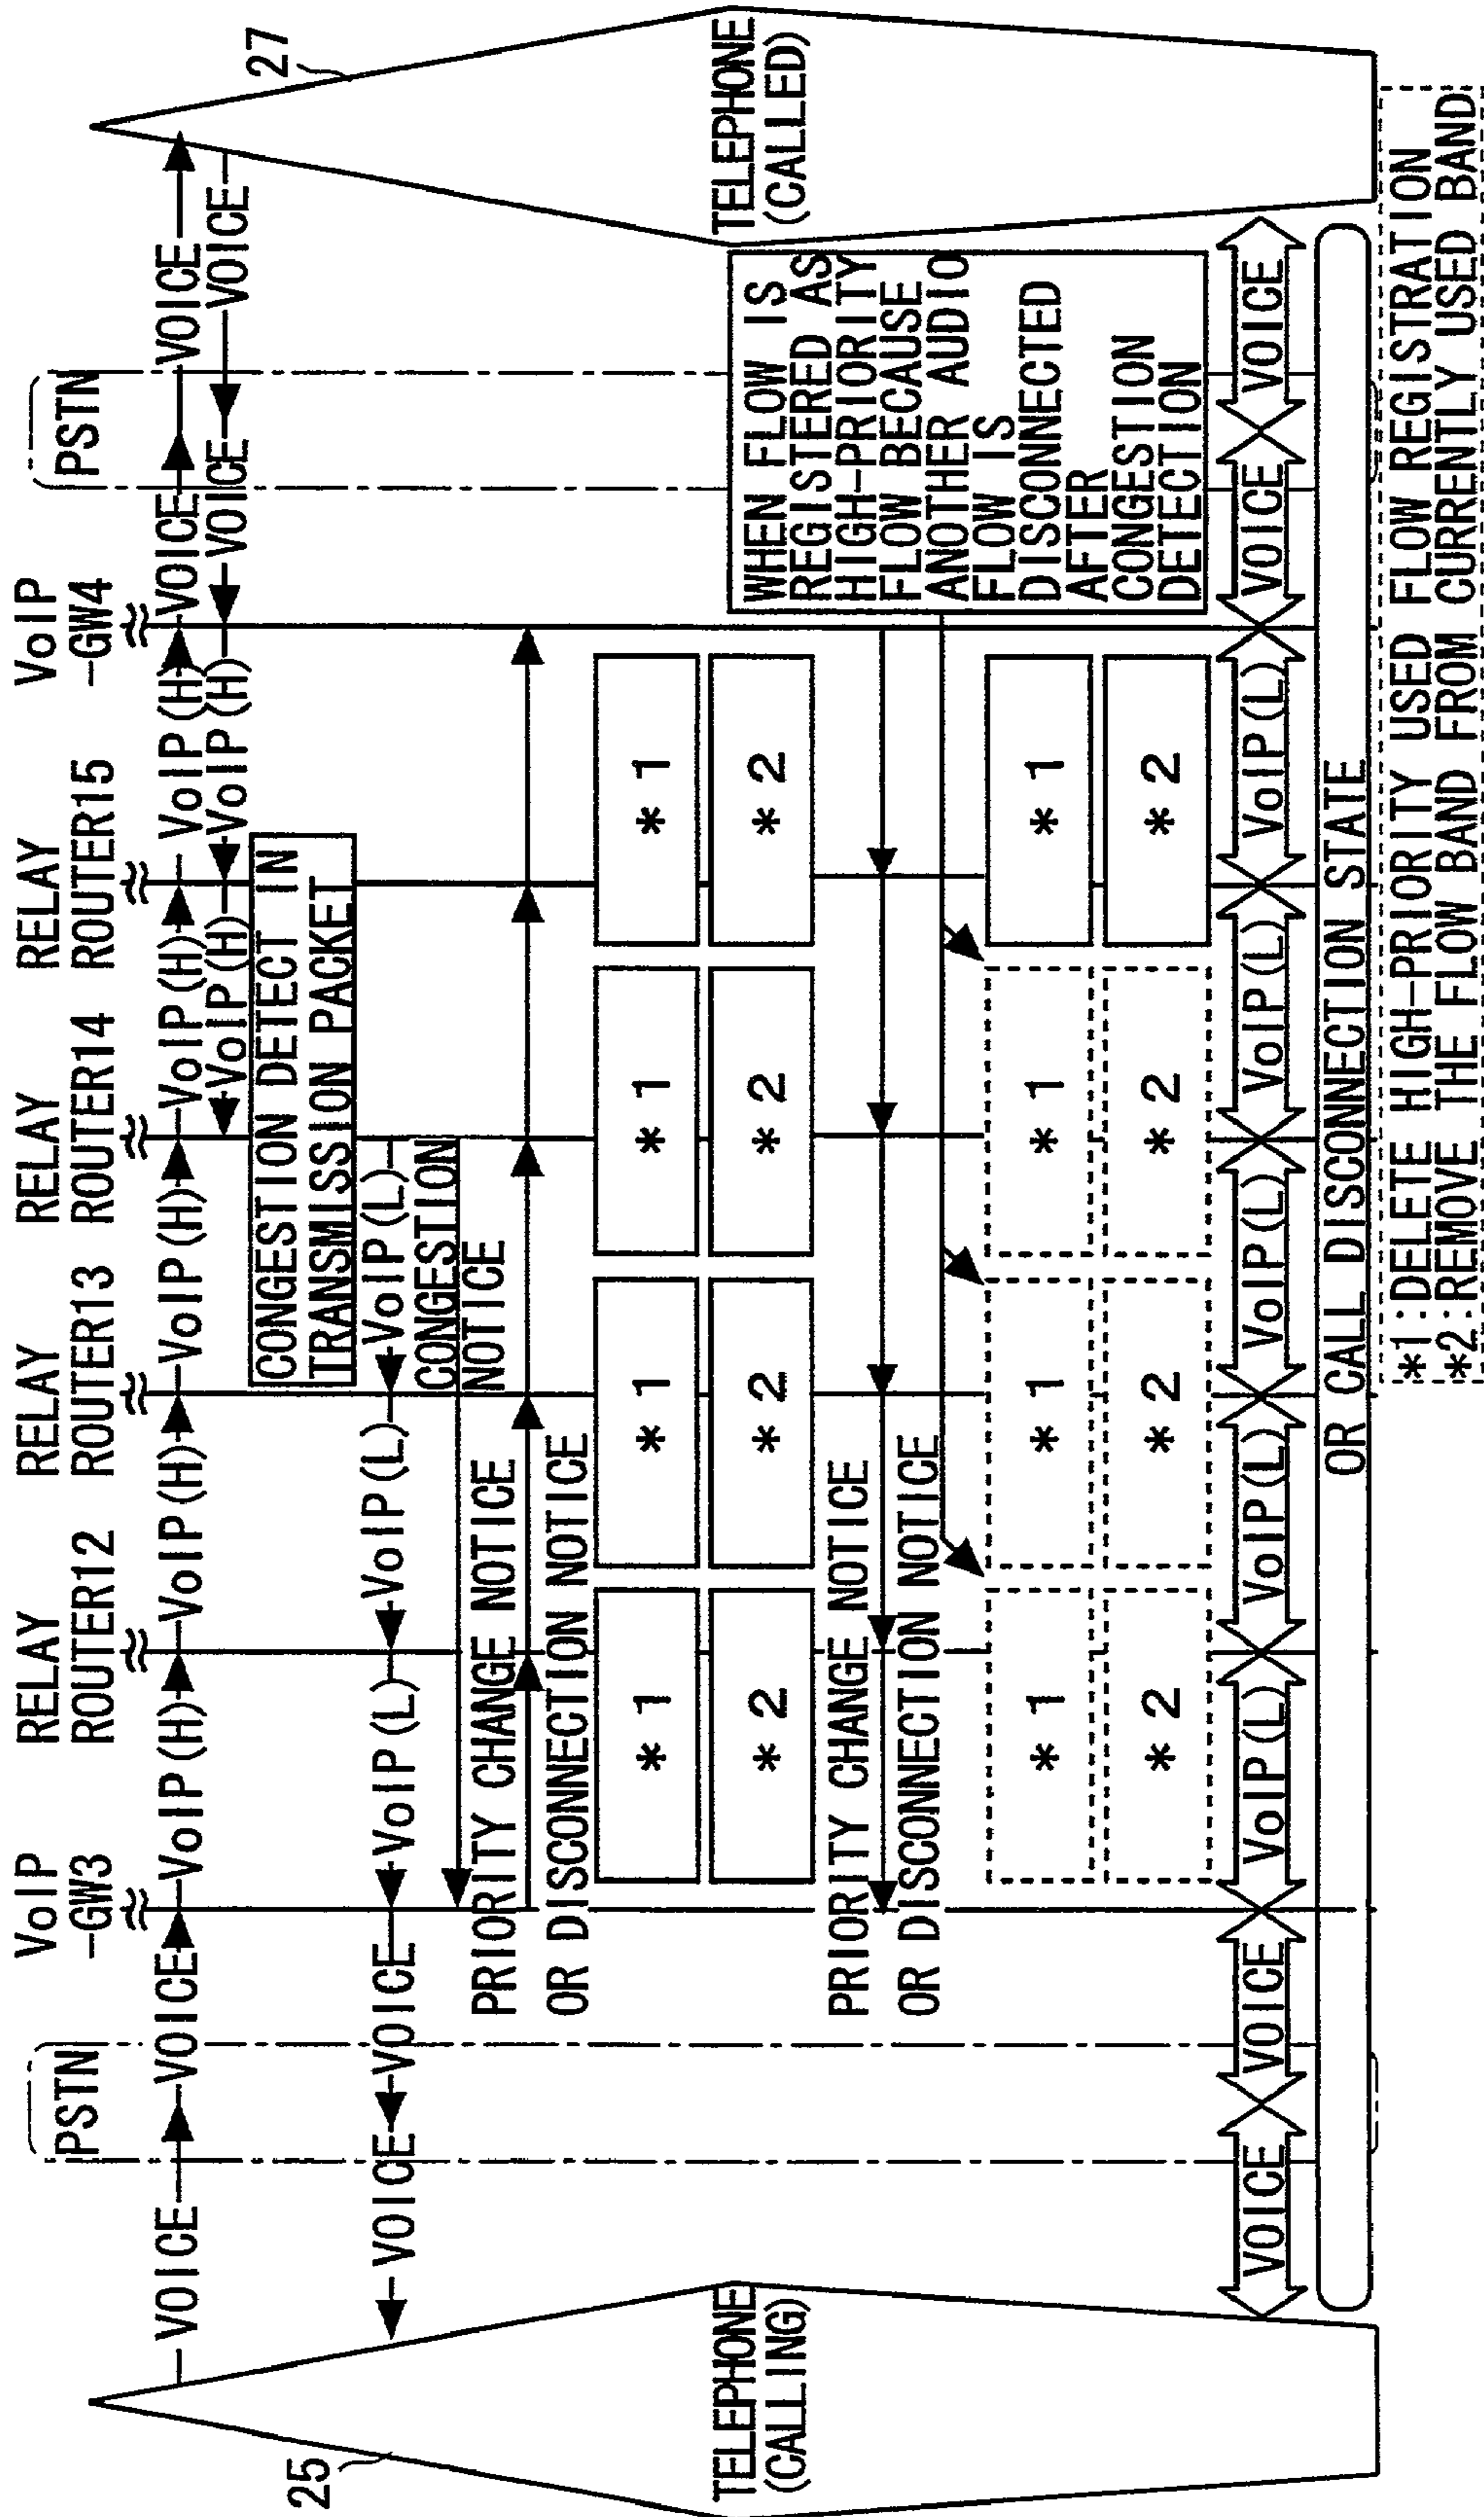 VoIP
-GW3
RELAY
ROUTER12
RELAY
ROUTER13
RELAY
ROUTER14
RELAY
ROUTER15
VoIP
-GW4
25
PSTN
PSTN
27
VOICE
VOICE
VoIP(H)
VoIP(H)
VoIP(H)
VoIP(H)
VoIP(H)
VOICE
VOICE
VoIP(H)
VoIP(H)
VOICE
VOICE
CONGESTION DETECT IN
TRANSMISSION PACKET
VOICE
VOICE
VoIP(L)
VoIP(L)
VoIP(L)
CONGESTION
NOTICE
PRIORITY CHANGE NOTICE
OR DISCONNECTION NOTICE
*1
*1
*1
*1
*2
*2
*2
*2
TELEPHONE
(CALLING)
TELEPHONE
(CALLED)
WHEN FLOW IS
REGISTERED AS
HIGH-PRIORITY
FLOW BECAUSE
ANOTHER AUDIO
FLOW IS
DISCONNECTED
AFTER
CONGESTION
DETECTION
PRIORITY CHANGE NOTICE
OR DISCONNECTION NOTICE
*1
*1
*1
*1
*2
*2
*2
*2
VOICE
VOICE
VoIP(L)
VoIP(L)
VoIP(L)
VoIP(L)
VoIP(L)
VOICE
VOICE
OR CALL DISCONNECTION STATE
*1:DELETE HIGH-PRIORITY USED FLOW REGISTRATION
*2:REMOVE THE FLOW BAND FROM CURRENTLY USED BAND